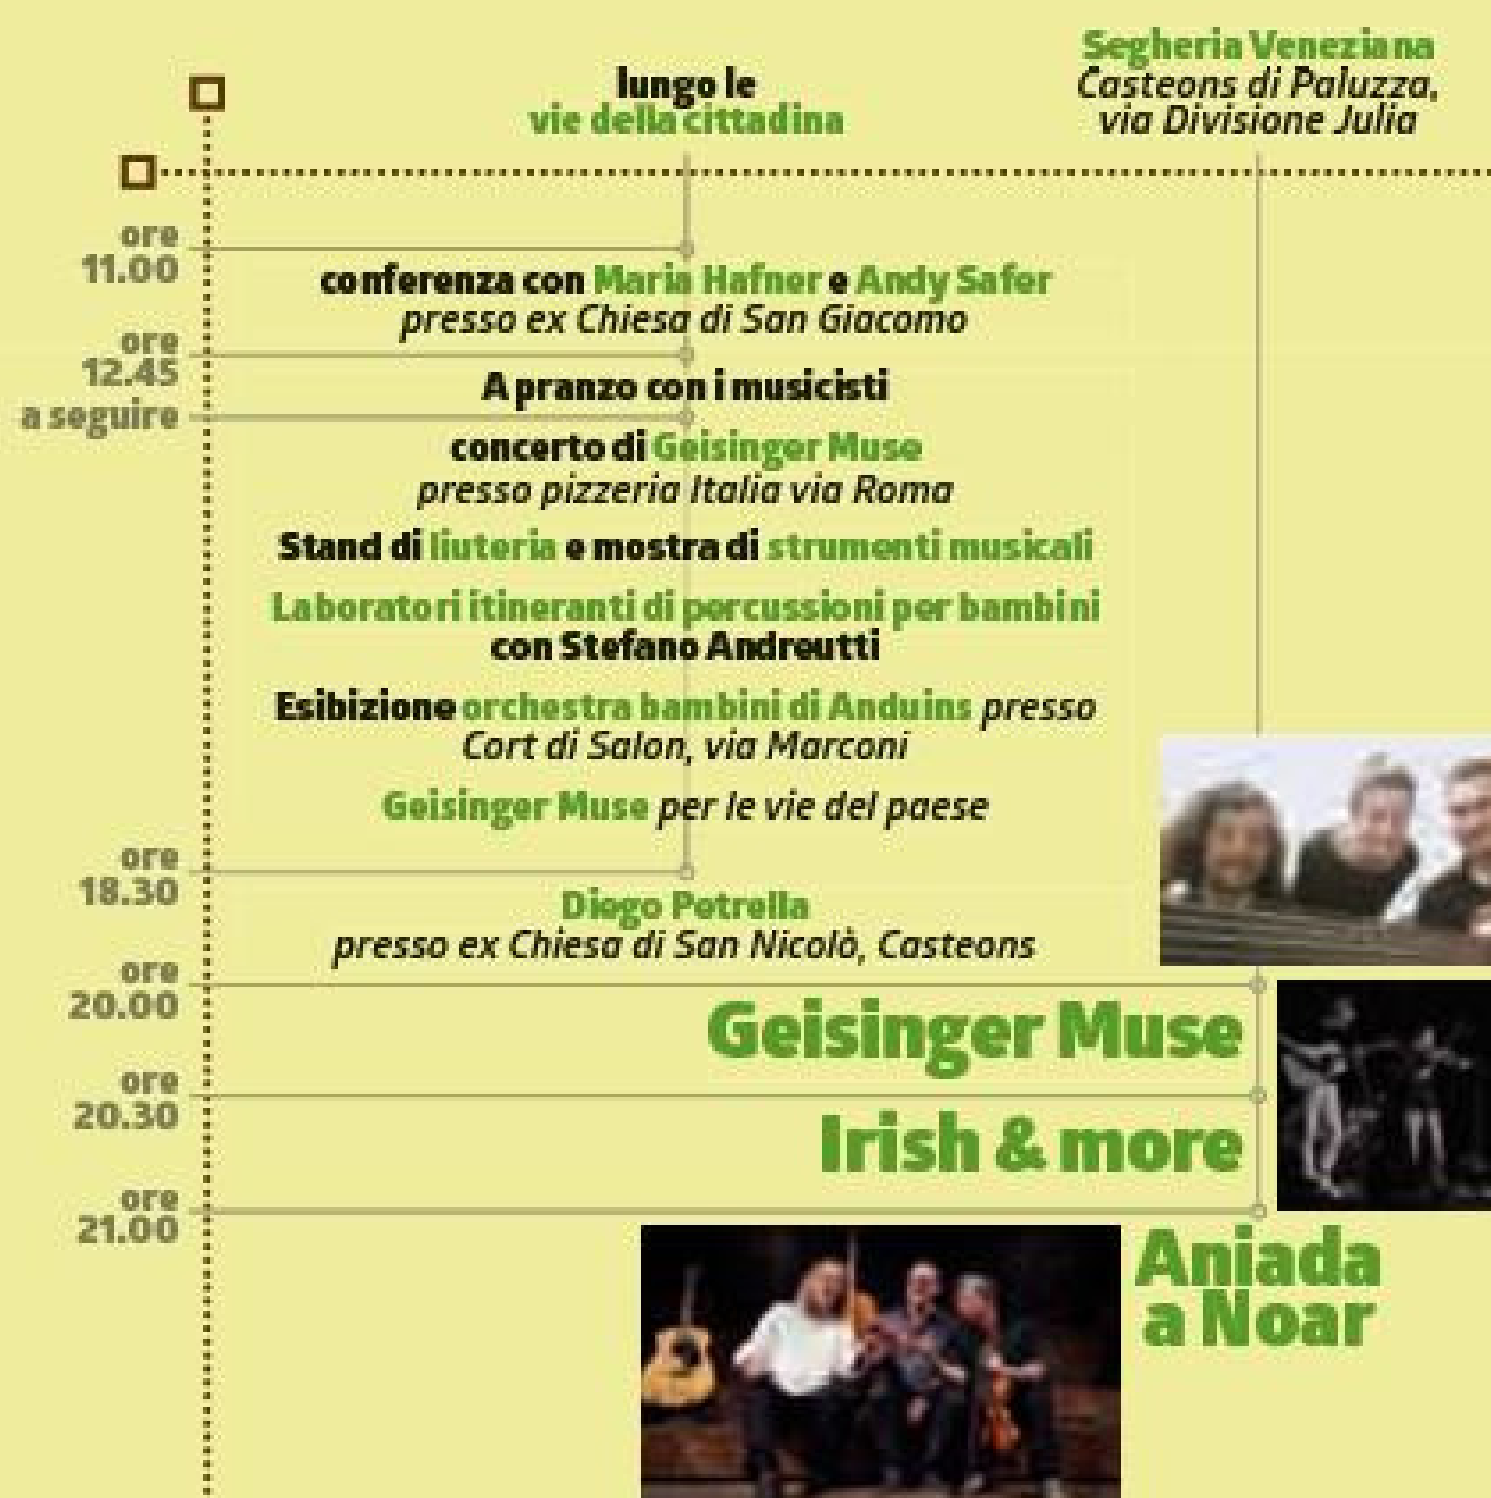 lungo le
vie della cittadina
Segheria Veneziana
Casteons di Paluzza,
via Divisione Julia
ore
11.00
conferenza con Maria Hafner e Andy Safer
presso ex Chiesa di San Giacomo
ore
12.45
A pranzo con i musicisti
a seguire
concerto di Geisinger Muse
presso pizzeria Italia via Roma
Stand di liuteria e mostra di strumenti musicali
Laboratori itineranti di percussioni per bambini
con Stefano Andreutti
Esibizione orchestra bambini di Anduins presso
Cort di Salon, via Marconi
Geisinger Muse per le vie del paese
ore
18.30
Diego Petrella
presso ex Chiesa di San Nicolò, Casteons
ore
20.00
Geisinger Muse
ore
20.30
Irish & more
ore
21.00
Aniada
a Noar